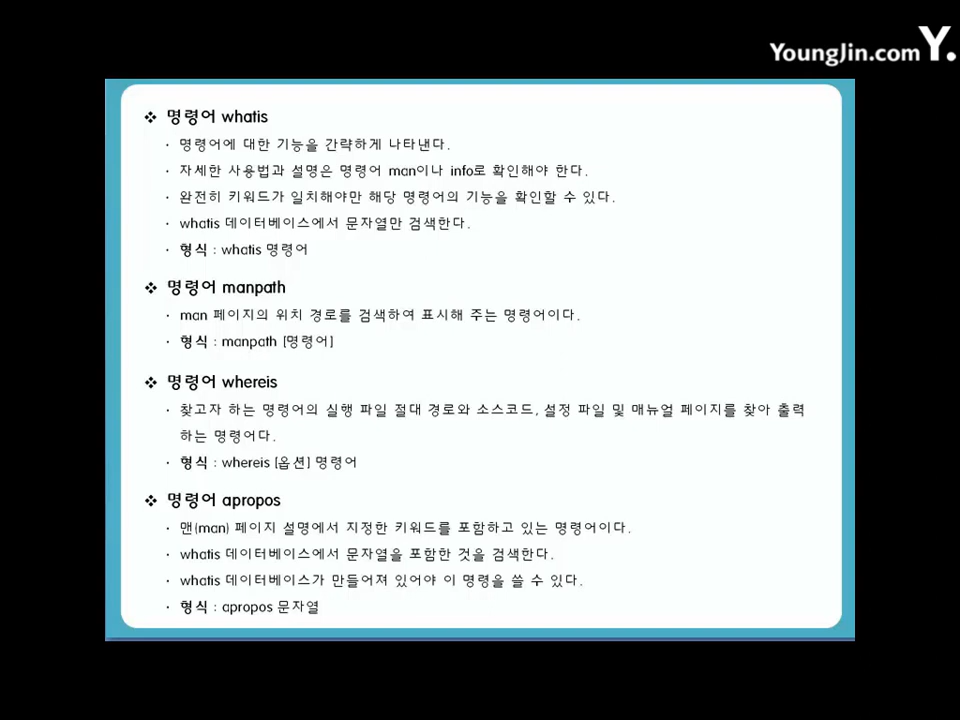 YoungJin.com Y.
❖ 명령어 whatis
· 명령어에 대한 기능을 간략하게 나타낸다.
· 자세한 사용법과 설명은 명령어 man이나 info로 확인해야 한다.
· 완전히 키워드가 일치해야만 해당 명령어의 기능을 확인할 수 있다.
· whatis 데이터베이스에서 문자열만 검색한다.
· 형식 : whatis 명령어
❖ 명령어 manpath
· man 페이지의 위치 경로를 검색하여 표시해 주는 명령어이다.
· 형식 : manpath [명령어]
❖ 명령어 whereis
· 찾고자 하는 명령어의 실행 파일 절대 경로와 소스코드, 설정 파일 및 매뉴얼 페이지를 찾아 출력
하는 명령어다.
· 형식 : whereis [옵션] 명령어
❖ 명령어 apropos
· 맨(man) 페이지 설명에서 지정한 키워드를 포함하고 있는 명령어이다.
· whatis 데이터베이스에서 문자열을 포함한 것을 검색한다.
· whatis 데이터베이스가 만들어져 있어야 이 명령을 쓸 수 있다.
· 형식 : apropos 문자열